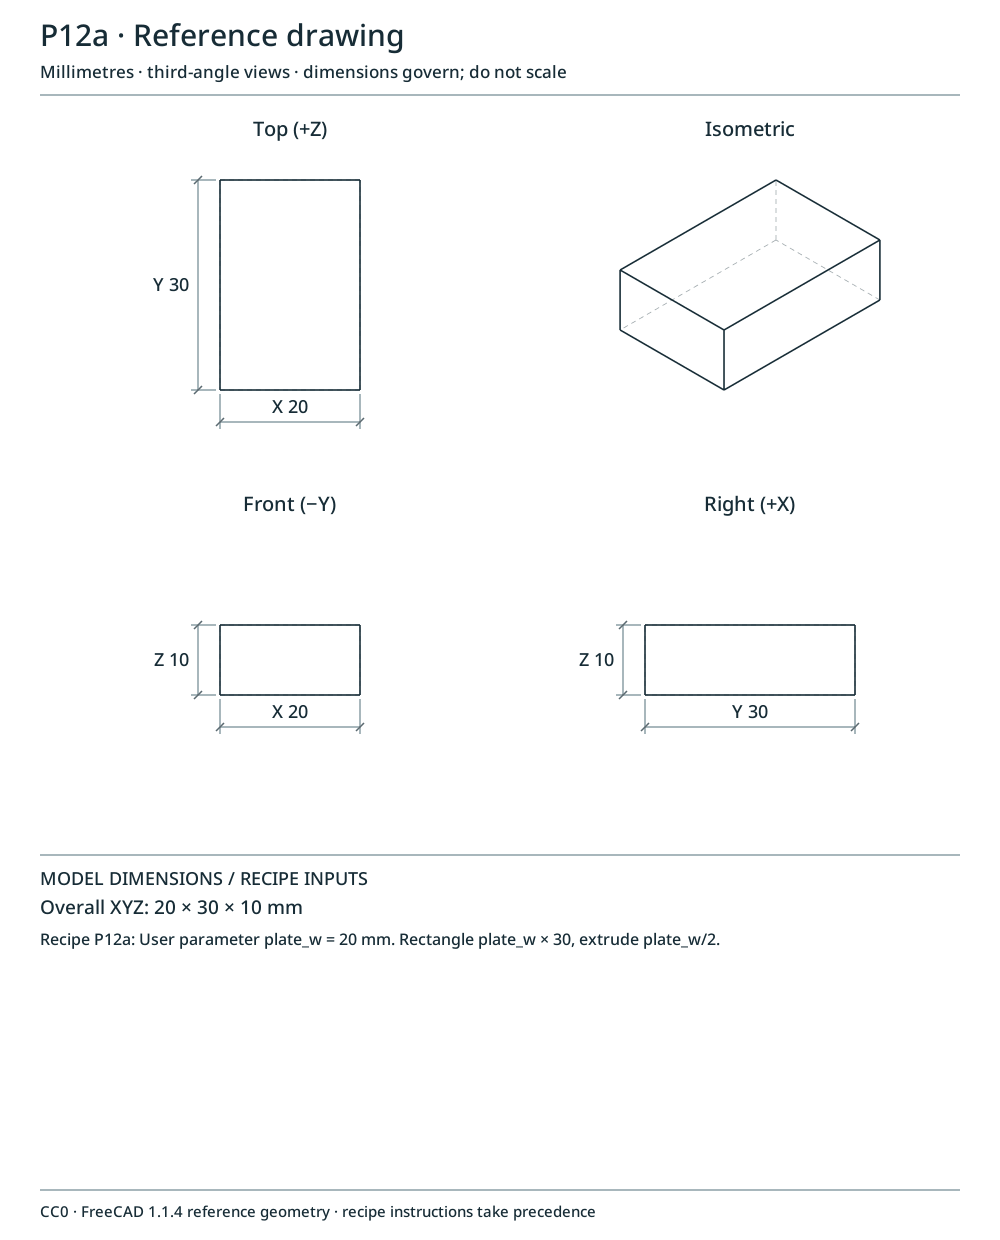 P12a · Reference drawing
Millimetres · third-angle views · dimensions govern; do not scale
Top (+Z)
Isometric
Y 30
X 20
Front (−Y)
Right (+X)
Z 10
X 20
Z 10
Y 30
MODEL DIMENSIONS / RECIPE INPUTS
Overall XYZ: 20 × 30 × 10 mm
Recipe P12a: User parameter plate_w = 20 mm. Rectangle plate_w × 30, extrude plate_w/2.
CC0 · FreeCAD 1.1.4 reference geometry · recipe instructions take precedence